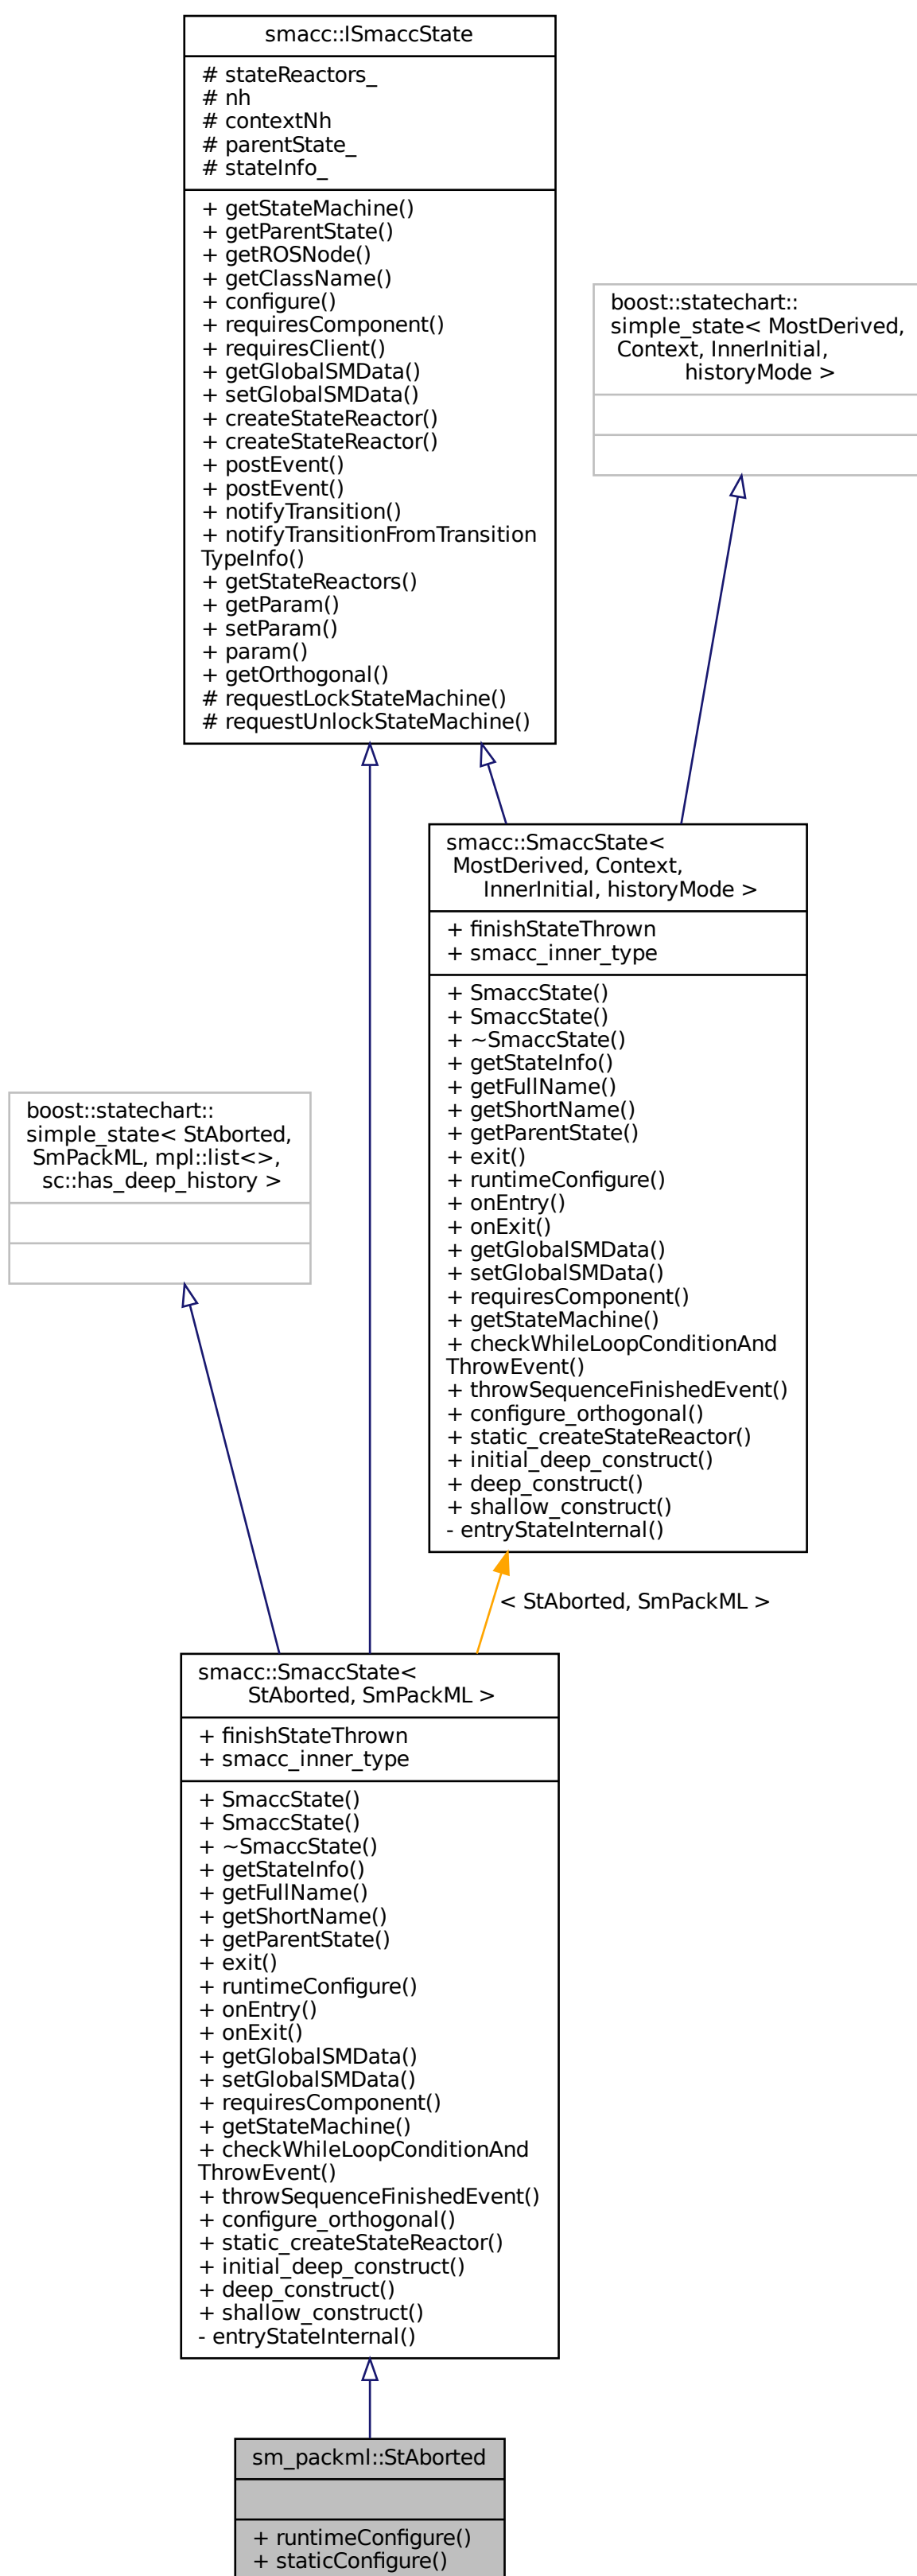 smacc::ISmaccState
# stateReactors_
# nh
# contextNh
# parentState_
# stateInfo_
+ getStateMachine()
+ getParentState()
+ getROSNode()
+ getClassName()
+ configure()
+ requiresComponent()
+ requiresClient()
+ getGlobalSMData()
+ setGlobalSMData()
+ createStateReactor()
+ createStateReactor()
+ postEvent()
+ postEvent()
+ notifyTransition()
+ notifyTransitionFromTransition
TypeInfo()
+ getStateReactors()
+ getParam()
+ setParam()
+ param()
+ getOrthogonal()
# requestLockStateMachine()
# requestUnlockStateMachine()
boost::statechart::
simple_state< MostDerived,
Context, InnerInitial,
historyMode >
smacc::SmaccState<
MostDerived, Context,
InnerInitial, historyMode >
+ finishStateThrown
+ smacc_inner_type
+ SmaccState()
+ SmaccState()
+ ~SmaccState()
+ getStateInfo()
+ getFullName()
+ getShortName()
+ getParentState()
+ exit()
+ runtimeConfigure()
+ onEntry()
+ onExit()
+ getGlobalSMData()
+ setGlobalSMData()
+ requiresComponent()
+ getStateMachine()
+ checkWhileLoopConditionAnd
ThrowEvent()
+ throwSequenceFinishedEvent()
+ configure_orthogonal()
+ static_createStateReactor()
+ initial_deep_construct()
+ deep_construct()
+ shallow_construct()
- entryStateInternal()
boost::statechart::
simple_state< StAborted,
SmPackML, mpl::list<>,
sc::has_deep_history >
< StAborted, SmPackML >
smacc::SmaccState<
StAborted, SmPackML >
+ finishStateThrown
+ smacc_inner_type
+ SmaccState()
+ SmaccState()
+ ~SmaccState()
+ getStateInfo()
+ getFullName()
+ getShortName()
+ getParentState()
+ exit()
+ runtimeConfigure()
+ onEntry()
+ onExit()
+ getGlobalSMData()
+ setGlobalSMData()
+ requiresComponent()
+ getStateMachine()
+ checkWhileLoopConditionAnd
ThrowEvent()
+ throwSequenceFinishedEvent()
+ configure_orthogonal()
+ static_createStateReactor()
+ initial_deep_construct()
+ deep_construct()
+ shallow_construct()
- entryStateInternal()
sm_packml::StAborted
+ runtimeConfigure()
+ staticConfigure()